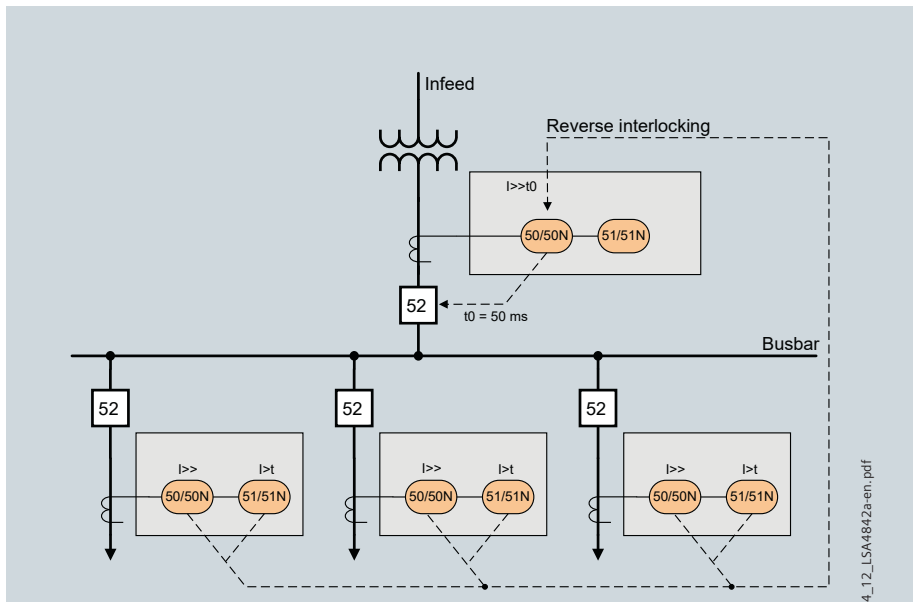 Infeed
Reverse interlocking
I>>t0
50/50N
51/51N
52
t0 = 50 ms
Busbar
52
52
52
I>>
I>t
I>>
I>t
I>>
I>t
50/50N
51/51N
50/50N
51/51N
50/50N
51/51N
4_12_LSA4842a-en.pdf